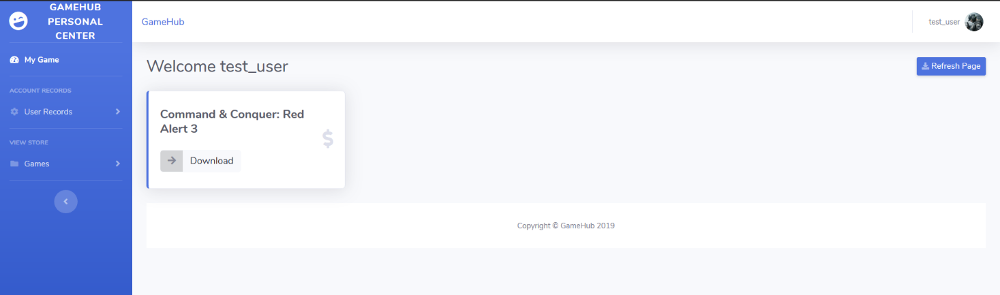 GAMEHUB
PERSONAL
CENTER
GameHub
test_user
My Game
ACCOUNT RECORDS
User Records
VIEW STORE
Games
Welcome test_user
Refresh Page
Command & Conquer: Red
Alert 3
$
Download
Copyright © GameHub 2019